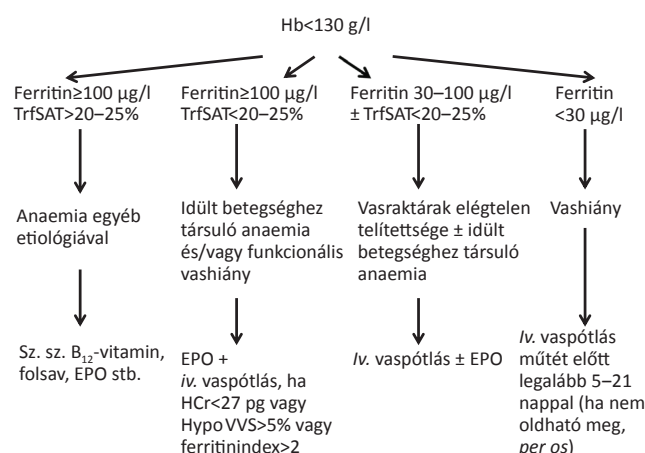 Hb<130 g/l
Ferritin≥100 μg/l
TrfSAT>20–25%
Ferritin≥100 μg/l
TrfSAT<20–25%
Ferritin 30–100 μg/l
± TrfSAT<20–25%
Ferritin
<30 μg/l
Anaemia egyéb
etiológiával
Idült betegséghez
társuló anaemia
és/vagy funkcionális
vashiány
Vasraktárak elégtelen
telítettsége ± idült
betegséghez társuló
anaemia
Vashiány
Sz. sz. B₁₂-vitamin,
folsav, EPO stb.
EPO +
iv. vaspótlás, ha
HCr<27 pg vagy
Hypo VVS>5% vagy
ferritinindex>2
Iv. vaspótlás ± EPO
Iv. vaspótlás
műtét előtt
legalább 5–21
nappal (ha nem
oldható meg,
per os)